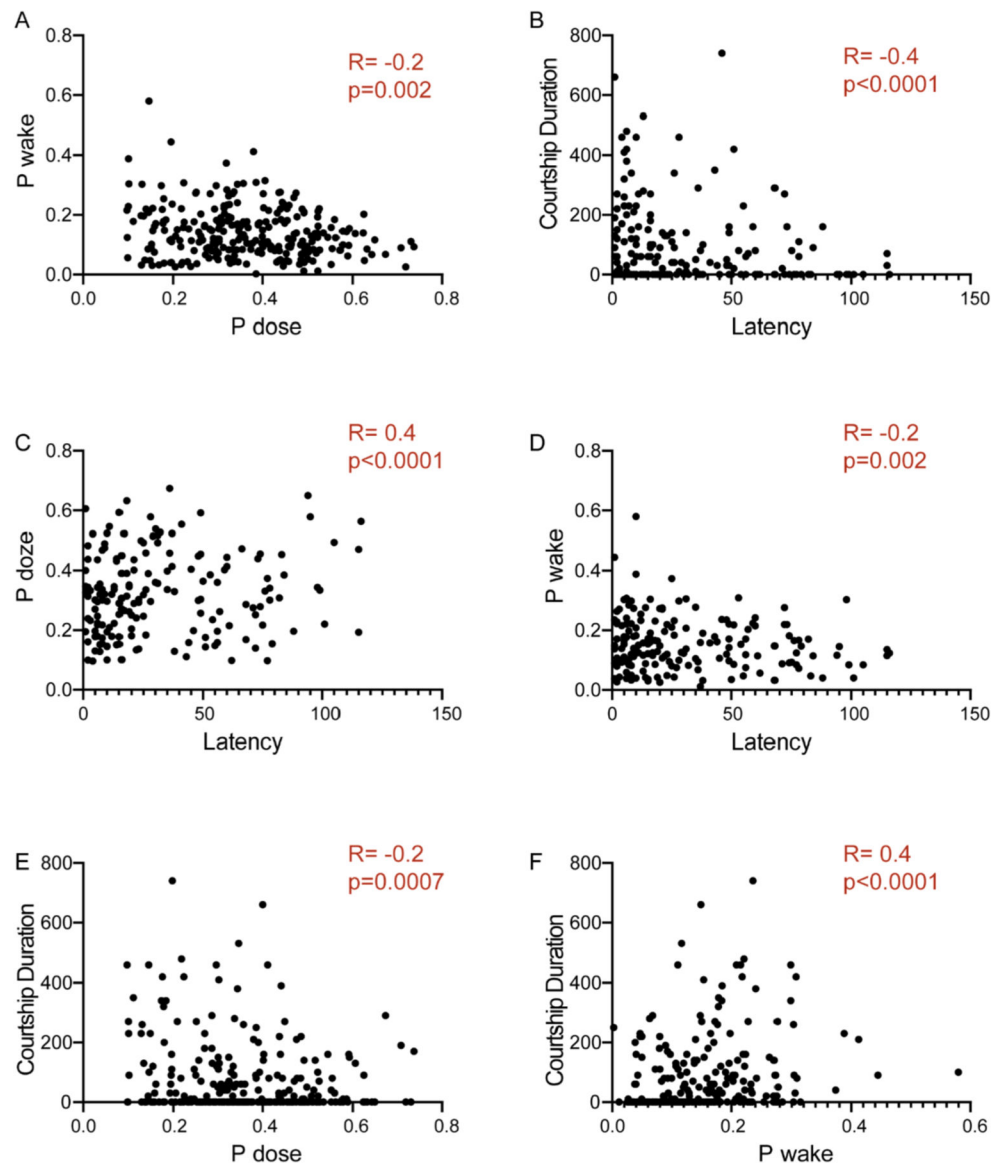 A
R= -0.2
p=0.002
P wake
0.8
0.6
0.4
0.2
0.0
0.0 0.2 0.4 0.6 0.8
P dose
B
R= -0.4
p<0.0001
Courtship Duration
800
600
400
200
0
0 50 100 150
Latency
C
R= 0.4
p<0.0001
P doze
0.8
0.6
0.4
0.2
0.0
0 50 100 150
Latency
D
R= -0.2
p=0.002
P wake
0.8
0.6
0.4
0.2
0.0
0 50 100 150
Latency
E
R= -0.2
p=0.0007
Courtship Duration
800
600
400
200
0
0.0 0.2 0.4 0.6 0.8
P dose
F
R= 0.4
p<0.0001
Courtship Duration
800
600
400
200
0
0.0 0.2 0.4 0.6
P wake